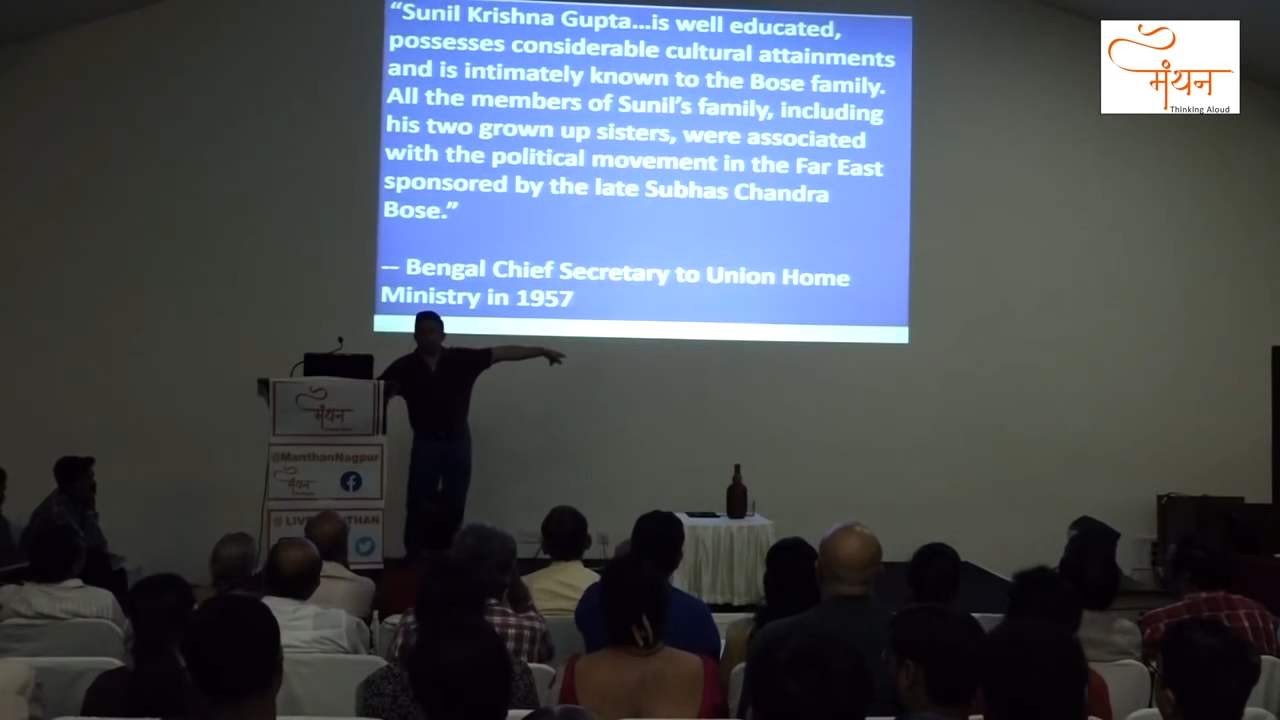 “Sunil Krishna Gupta...is well educated,
possesses considerable cultural attainments
and is intimately known to the Bose family.
All the members of Sunil’s family, including
his two grown up sisters, were associated
with the political movement in the Far East
sponsored by the late Subhas Chandra
Bose.”
-- Bengal Chief Secretary to Union Home
Ministry in 1957
मंथन
Thinking Aloud
मंथन
@ManthanNagpur
मंथन